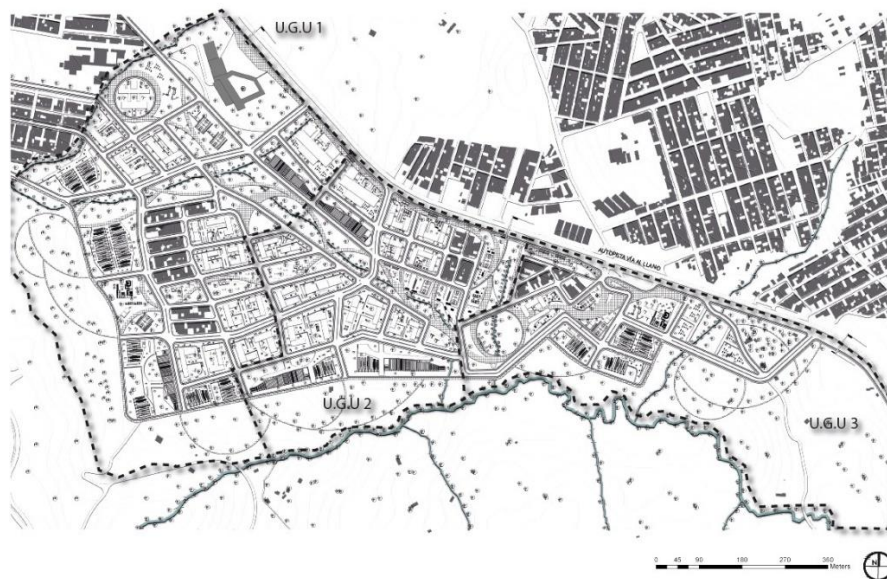 U.G.U 1
AUTOPISTA VÍA AL LLANO
U.G.U 2
U.G.U 3
0 45 90 180 270 360
Meters
N